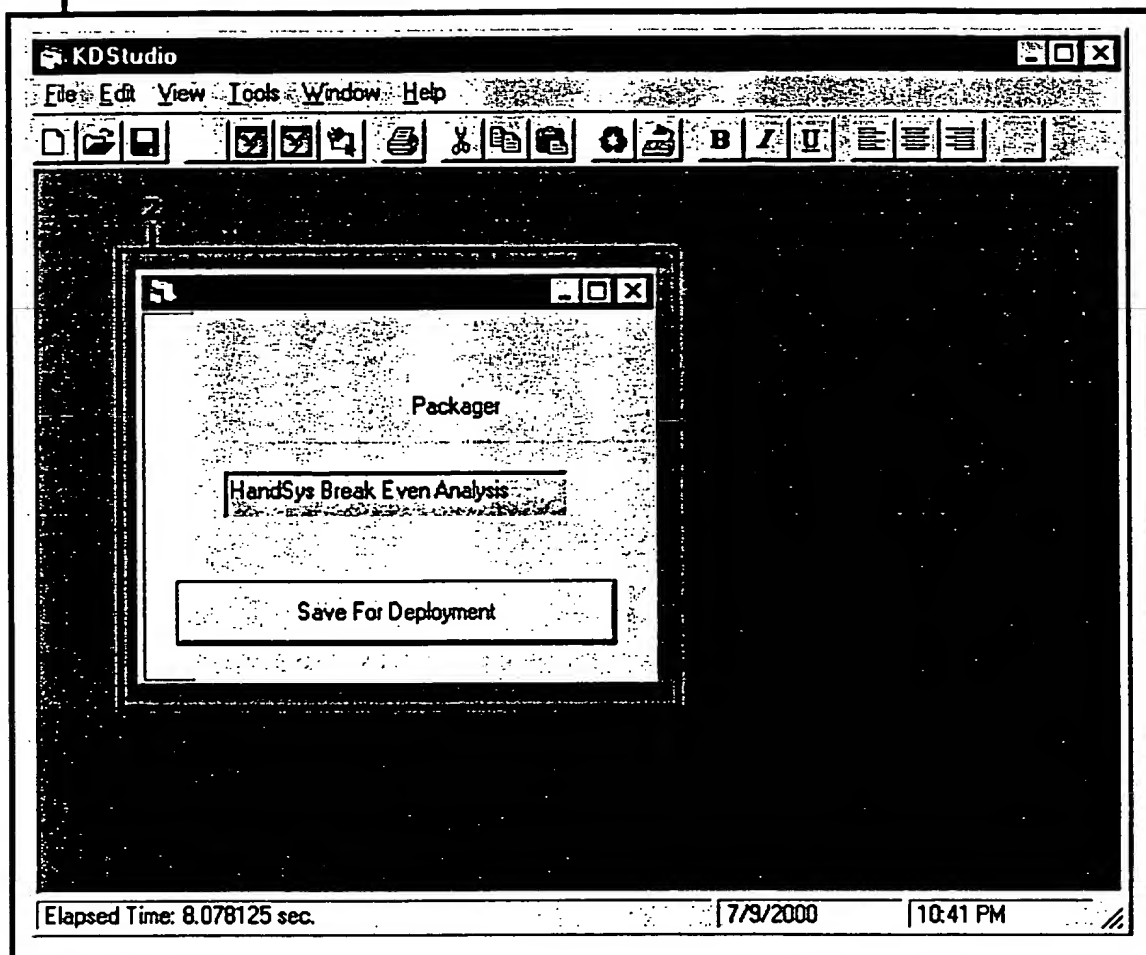 KDStudio
File Edit View Tools Window Help
B I U
Packager
HandSys Break Even Analysis
Save For Deployment
Elapsed Time: 8.078125 sec. 7/9/2000 10:41 PM